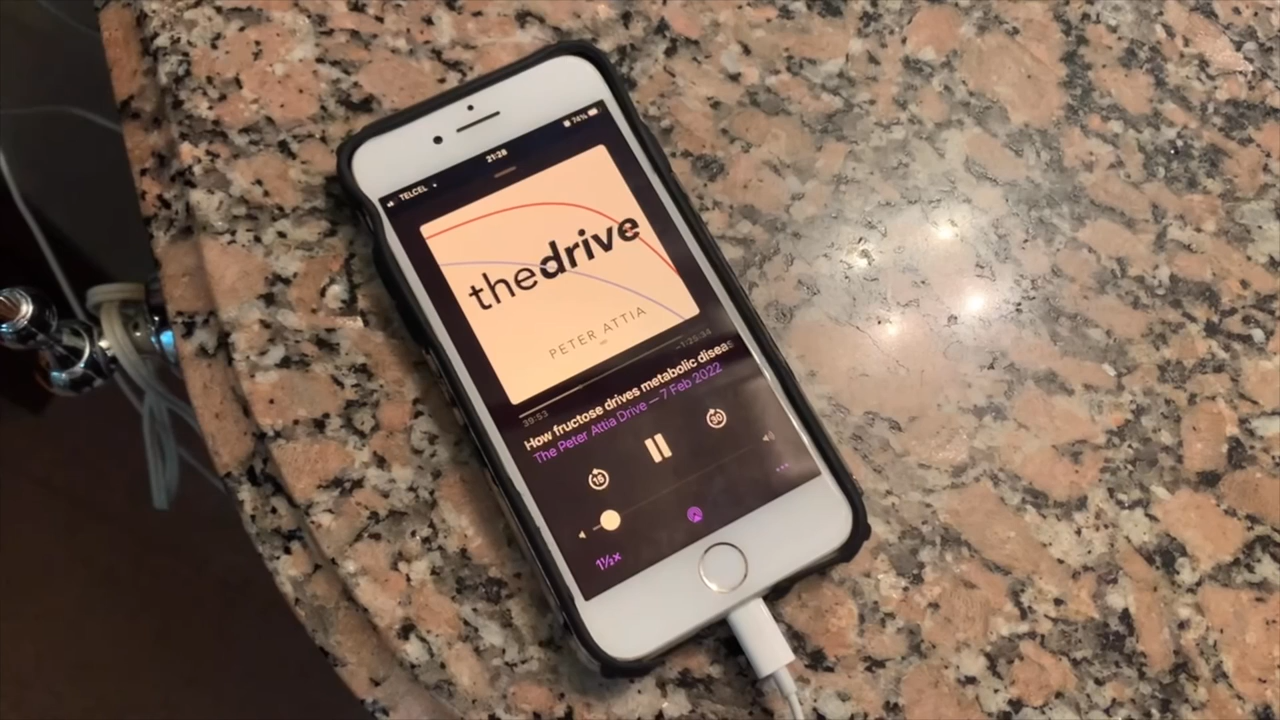 TELCEL
21:28
74%
thedrive
PETER ATTIA
39:53
-1:25:34
How fructose drives metabolic diseas
The Peter Attia Drive — 7 Feb 2022
15
30
1½×